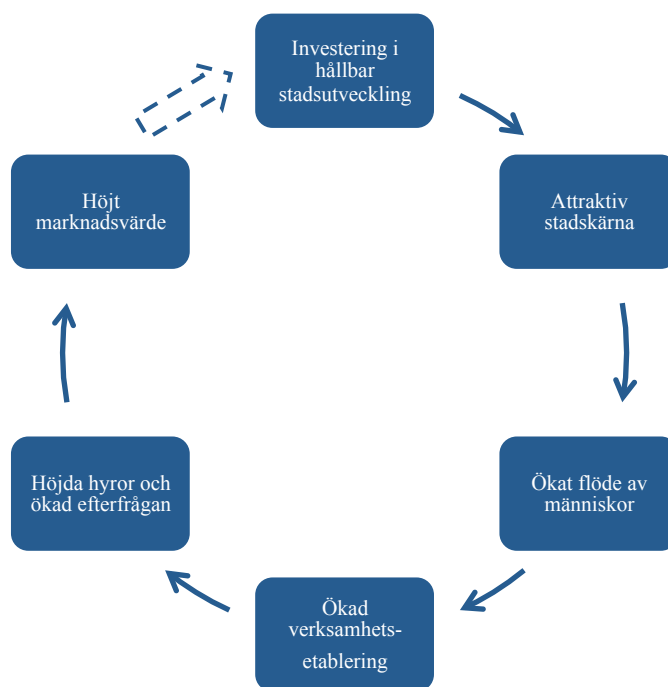 Investering i
hållbar
stadsutveckling
Attraktiv
stadskärna
Ökat flöde av
människor
Ökad
verksamhets-
etablering
Höjda hyror och
ökad efterfrågan
Höjt
marknadsvärde